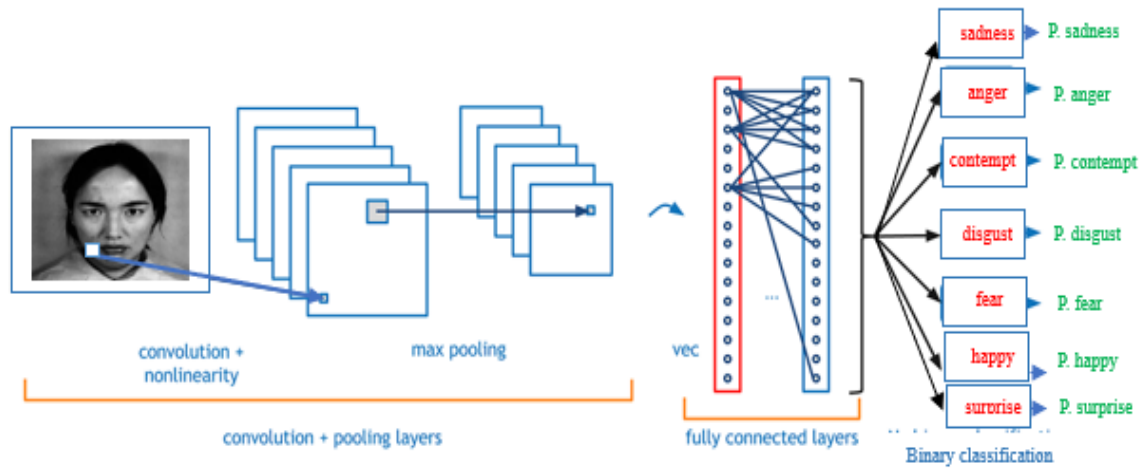 sadness
P. sadness
anger
P. anger
contempt
P. contempt
disgust
P. disgust
fear
P. fear
happy
P. happy
surprise
P. surprise
convolution +
nonlinearity
max pooling
vec
...
convolution + pooling layers
fully connected layers
Binary classification